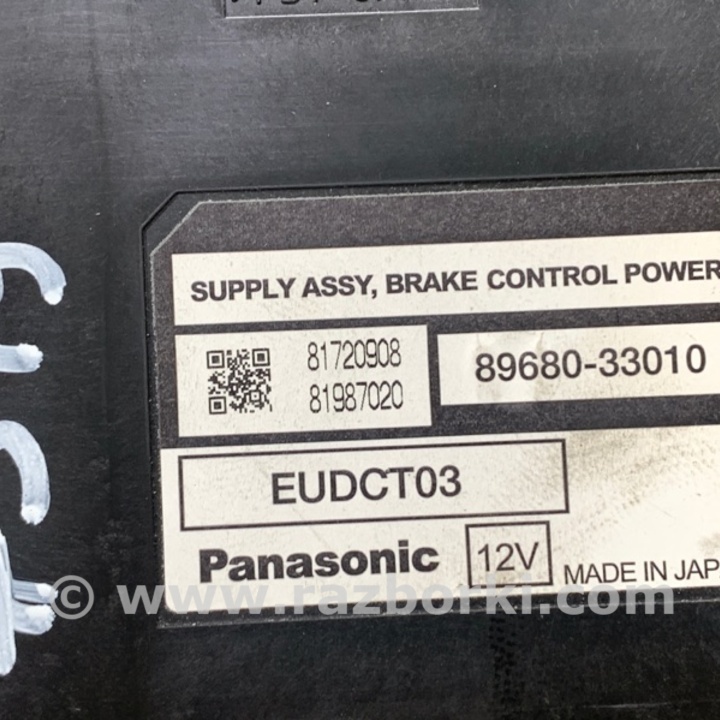 SUPPLY ASSY, BRAKE CONTROL POWER
81720908
81987020
89680-33010
EUDCT03
Panasonic 12V MADE IN JAP
© www.razborki.com